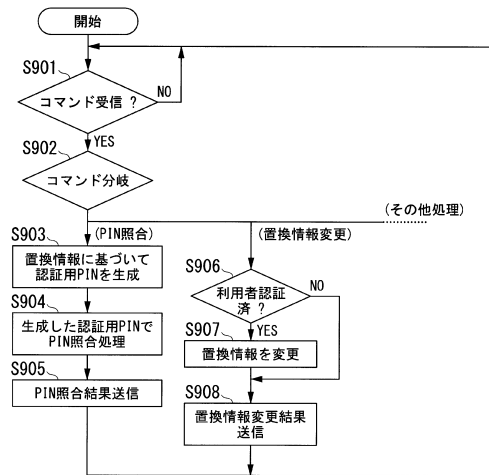 開始
S901
コマンド受信 ?
NO
YES
S902
コマンド分岐
(その他処理)
S903
(PIN照合)
(置換情報変更)
置換情報に基づいて
認証用PINを生成
S906
利用者認証
済 ?
NO
S904
生成した認証用PINで
PIN照合処理
S907
YES
置換情報を変更
S905
PIN照合結果送信
S908
置換情報変更結果
送信